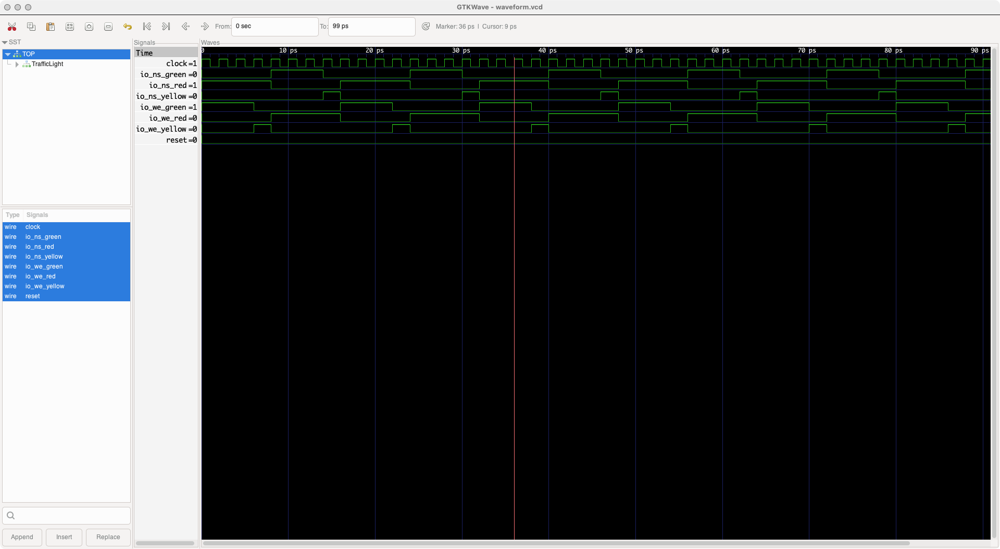 GTKWave - waveform.vcd
From: 0 sec To: 99 ps Marker: 36 ps | Cursor: 9 ps
SST
TOP
TrafficLight
Type Signals
wire clock
wire io_ns_green
wire io_ns_red
wire io_ns_yellow
wire io_we_green
wire io_we_red
wire io_we_yellow
wire reset
Append Insert Replace
Signals
Time
clock=1
io_ns_green=0
io_ns_red=1
io_ns_yellow=0
io_we_green=1
io_we_red=0
io_we_yellow=0
reset=0
Waves
0 10 ps 20 ps 30 ps 40 ps 50 ps 60 ps 70 ps 80 ps 90 ps